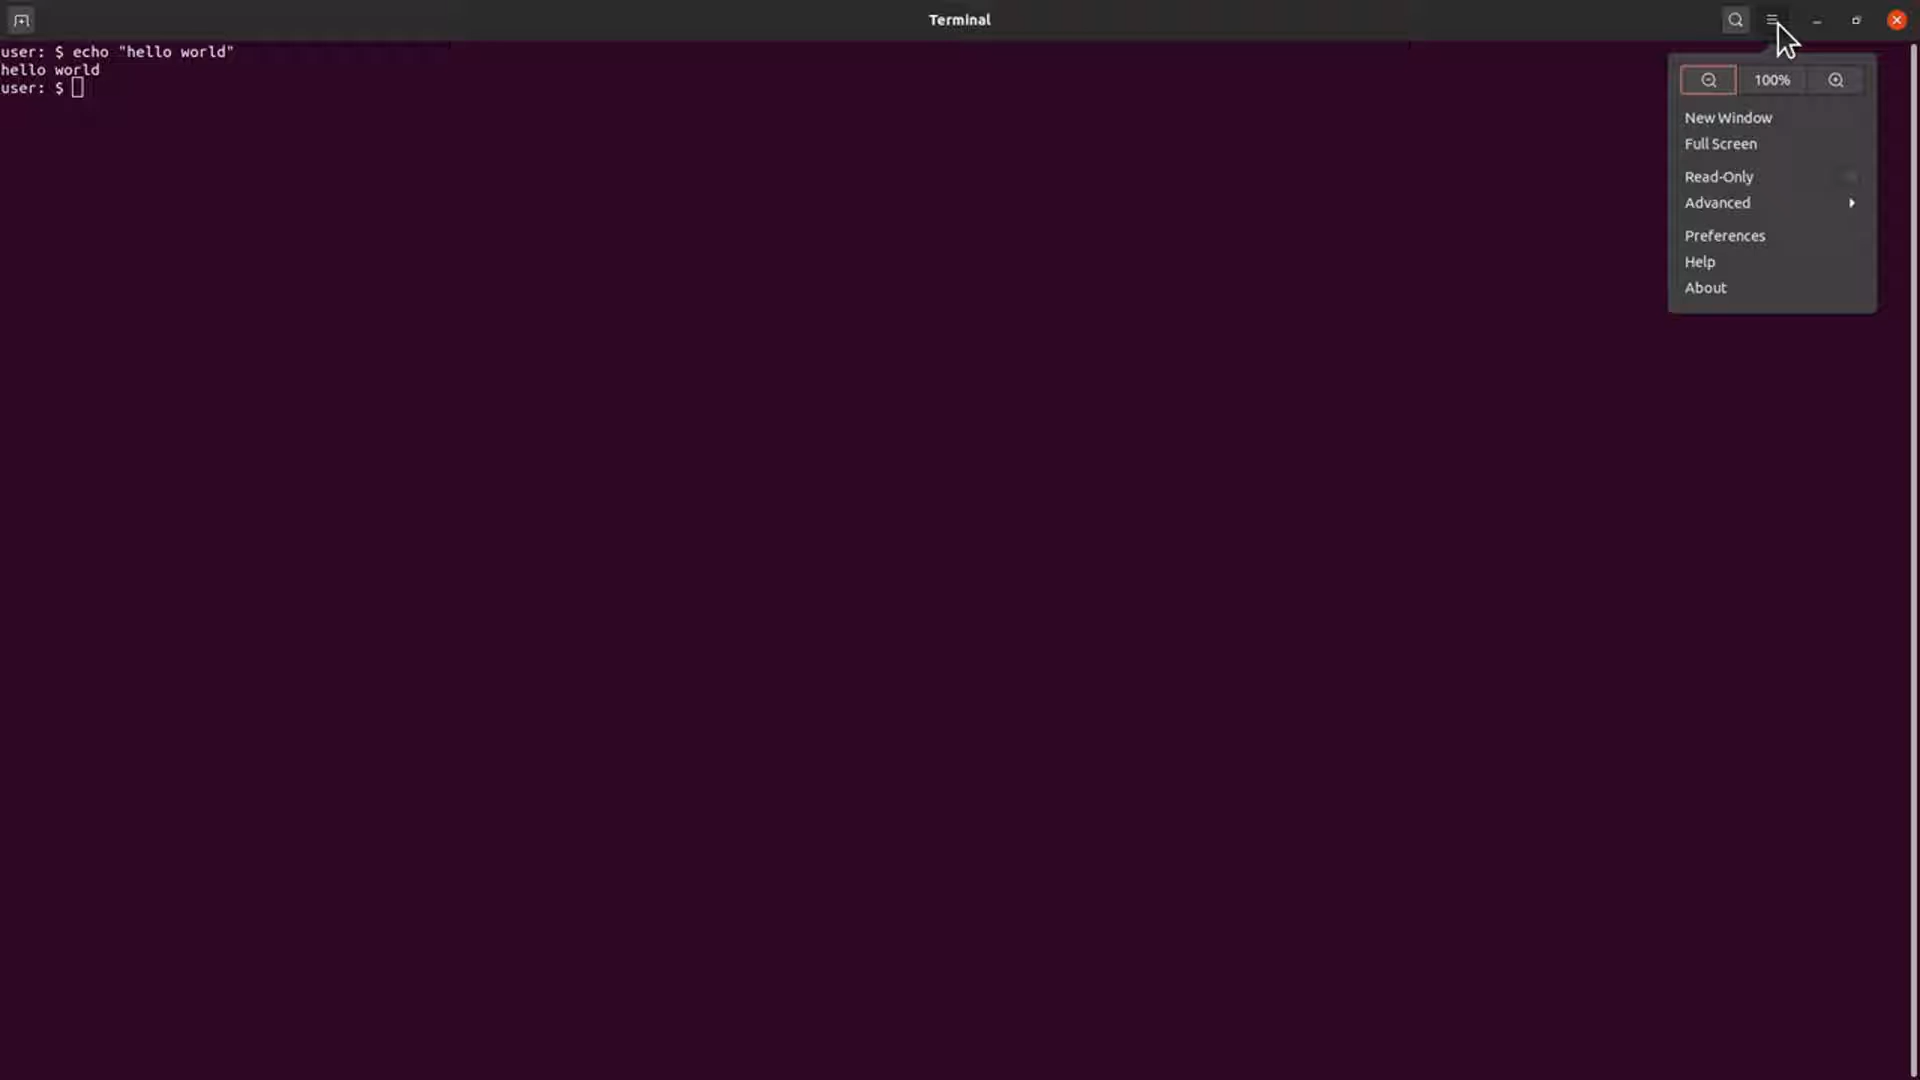 Terminal
user: $ echo "hello world"
hello world
user: $
100%
New Window
Full Screen
Read-Only
Advanced
Preferences
Help
About